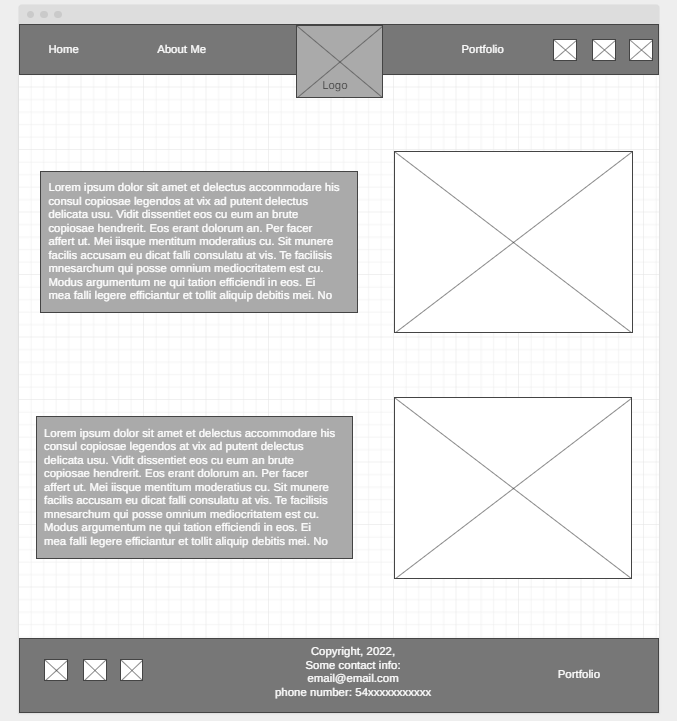 Home
About Me
Logo
Portfolio
Lorem ipsum dolor sit amet et delectus accommodare his
consul copiosae legendos at vix ad putent delectus
delicata usu. Vidit dissentiet eos cu eum an brute
copiosae hendrerit. Eos erant dolorum an. Per facer
affert ut. Mei iisque mentitum moderatius cu. Sit munere
facilis accusam eu dicat falli consulatu at vis. Te facilisis
mnesarchum qui posse omnium mediocritatem est cu.
Modus argumentum ne qui tation efficiendi in eos. Ei
mea falli legere efficiantur et tollit aliquip debitis mei. No
Lorem ipsum dolor sit amet et delectus accommodare his
consul copiosae legendos at vix ad putent delectus
delicata usu. Vidit dissentiet eos cu eum an brute
copiosae hendrerit. Eos erant dolorum an. Per facer
affert ut. Mei iisque mentitum moderatius cu. Sit munere
facilis accusam eu dicat falli consulatu at vis. Te facilisis
mnesarchum qui posse omnium mediocritatem est cu.
Modus argumentum ne qui tation efficiendi in eos. Ei
mea falli legere efficiantur et tollit aliquip debitis mei. No
Copyright, 2022,
Some contact info:
email@email.com
phone number: 54xxxxxxxxxxx
Portfolio